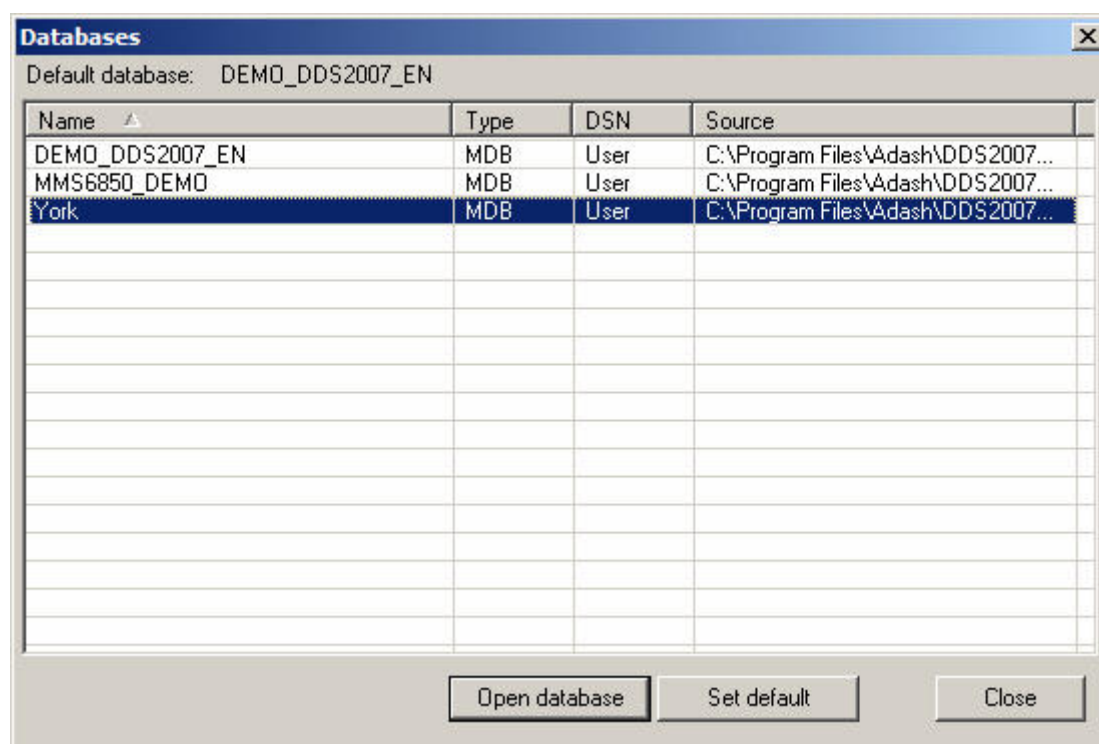 Databases
Default database: DEMO_DDS2007_EN
Name Type DSN Source
DEMO_DDS2007_EN MDB User C:\Program Files\Adash\DDS2007...
MMS6850_DEMO MDB User C:\Program Files\Adash\DDS2007...
York MDB User C:\Program Files\Adash\DDS2007...
Open database Set default Close